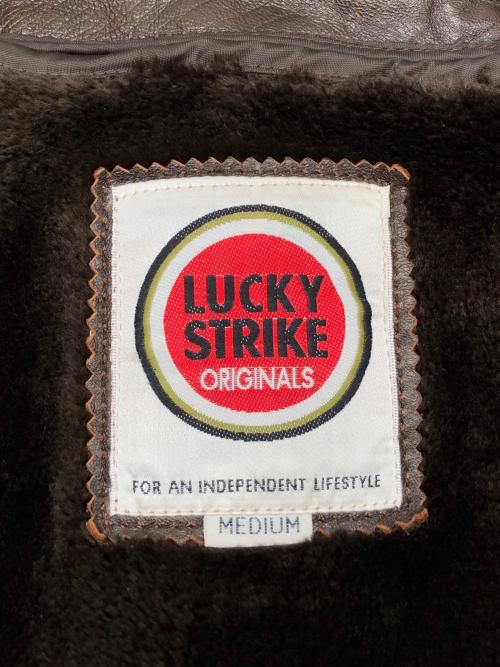 LUCKY
STRIKE
ORIGINALS
FOR AN INDEPENDENT LIFESTYLE
MEDIUM